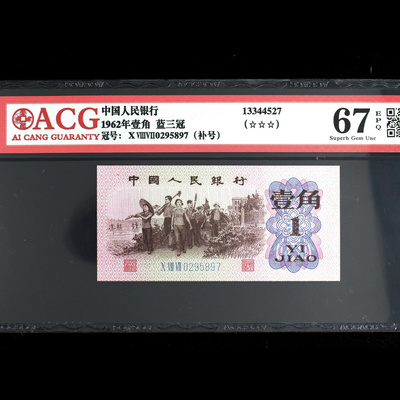 ACG
AI CANG GUARANTY
中国人民银行
1962年壹角 蓝三冠
冠号： X VIII VII 0295897 (补号)
13344527
(☆☆☆)
67
EPQ
Superb Gem Unc
中國人民銀行
壹角
1
YI
JIAO
X VIII VII 0295897